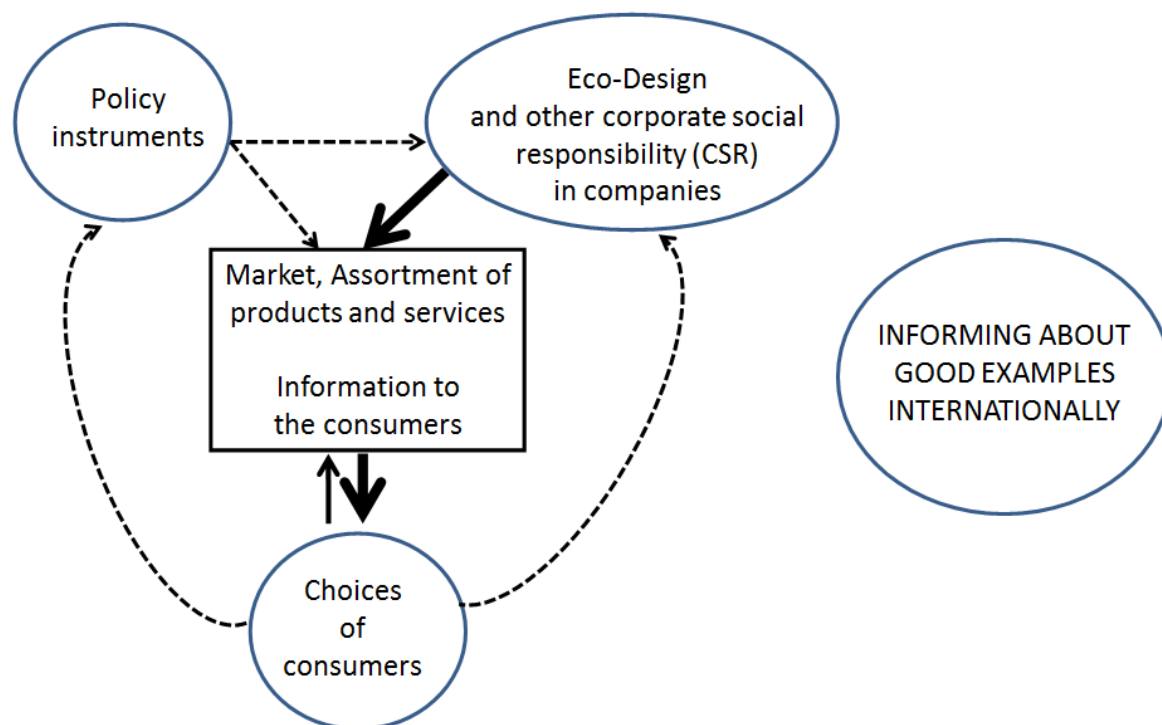 Policy
instruments
Eco-Design
and other corporate social
responsibility (CSR)
in companies
Market, Assortment of
products and services
Information to
the consumers
INFORMING ABOUT
GOOD EXAMPLES
INTERNATIONALLY
Choices
of
consumers